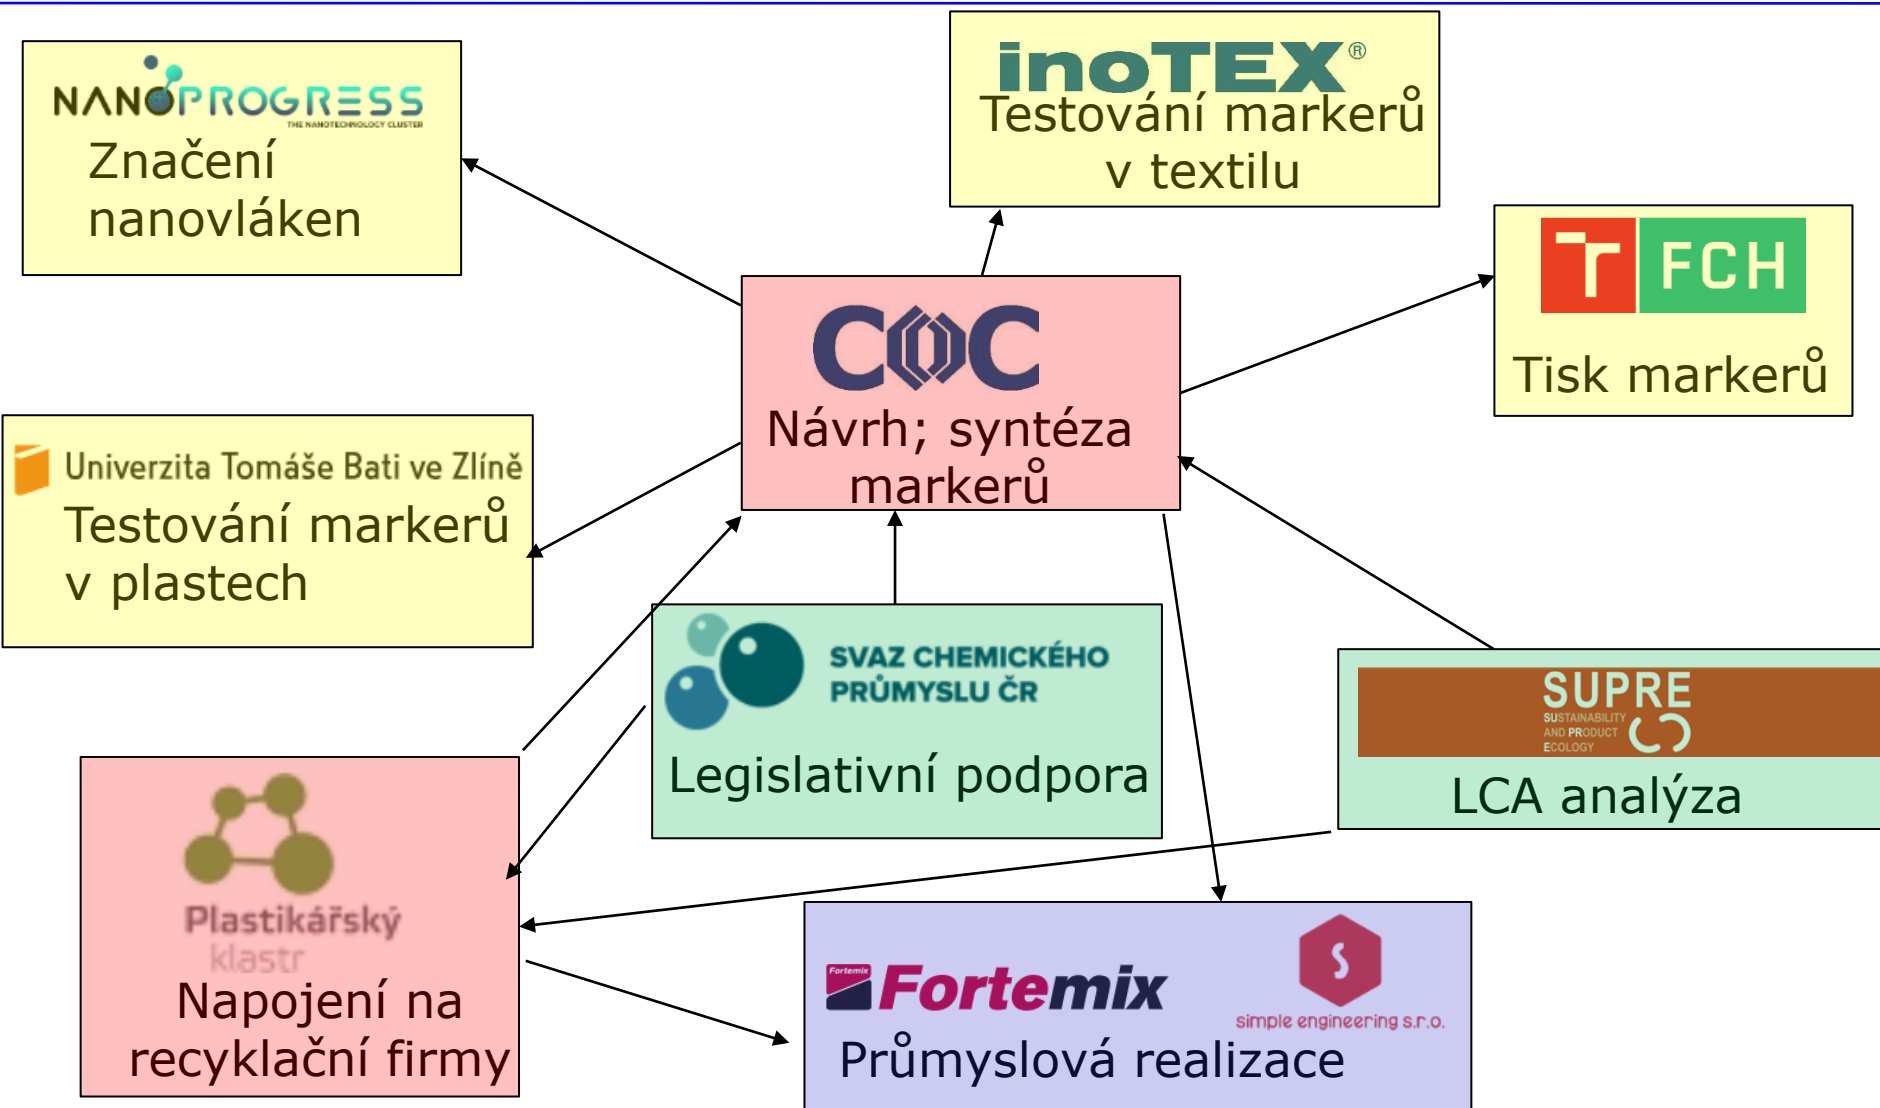 NANOPROGRESS
THE NANOTECHNOLOGY CLUSTER
Značení
nanovláken
inoTEX®
Testování markerů
v textilu
FCH
Tisk markerů
COC
Návrh; syntéza
markerů
Univerzita Tomáše Bati ve Zlíně
Testování markerů
v plastech
SVAZ CHEMICKÉHO
PRŮMYSLU ČR
Legislativní podpora
SUPRE
SUSTAINABILITY
AND PRODUCT
ECOLOGY
LCA analýza
Plastikářský
klastr
Napojení na
recyklační firmy
Fortemix
Fortemix
S
simple engineering s.r.o.
Průmyslová realizace